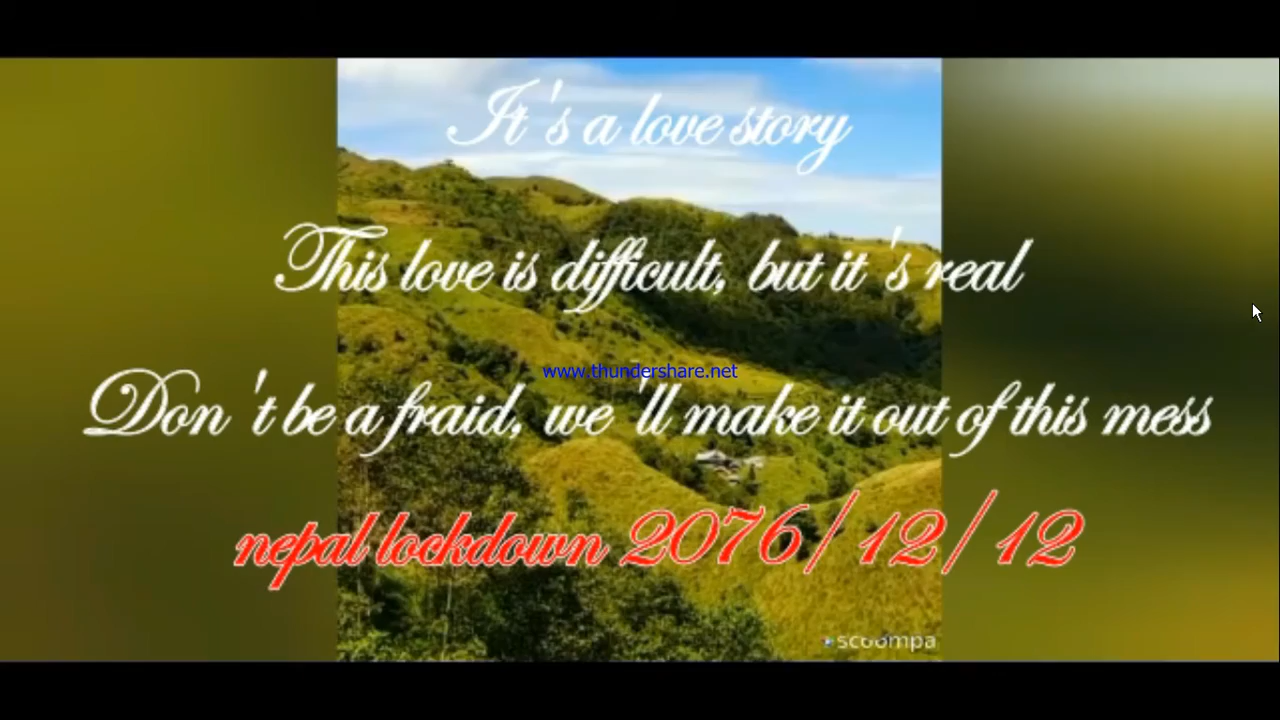 It's a love story
This love is difficult, but it 's real
www.thundershare.net
Don 't be a fraid, we 'll make it out of this mess
nepal lockdown 2076/12/12
scoompa